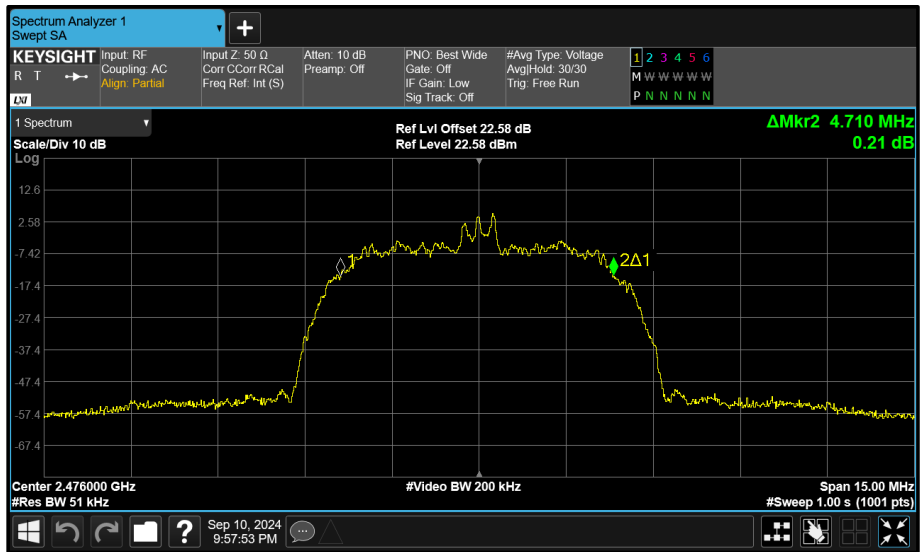 Spectrum Analyzer 1
Swept SA
+
KEYSIGHT
R T
LXI
Input: RF
Coupling: AC
Align: Partial
Input Z: 50 Ω
Corr CCorr RCal
Freq Ref: Int (S)
Atten: 10 dB
Preamp: Off
PNO: Best Wide
Gate: Off
IF Gain: Low
Sig Track: Off
#Avg Type: Voltage
Avg|Hold: 30/30
Trig: Free Run
1 2 3 4 5 6
M W W W W W
P N N N N N
1 Spectrum
Scale/Div 10 dB
Ref Lvl Offset 22.58 dB
Ref Level 22.58 dBm
ΔMkr2 4.710 MHz
0.21 dB
Log
12.6
2.58
-7.42
-17.4
-27.4
-37.4
-47.4
-57.4
-67.4
1
2Δ1
Center 2.476000 GHz
#Video BW 200 kHz
Span 15.00 MHz
#Res BW 51 kHz
#Sweep 1.00 s (1001 pts)
?
Sep 10, 2024
9:57:53 PM